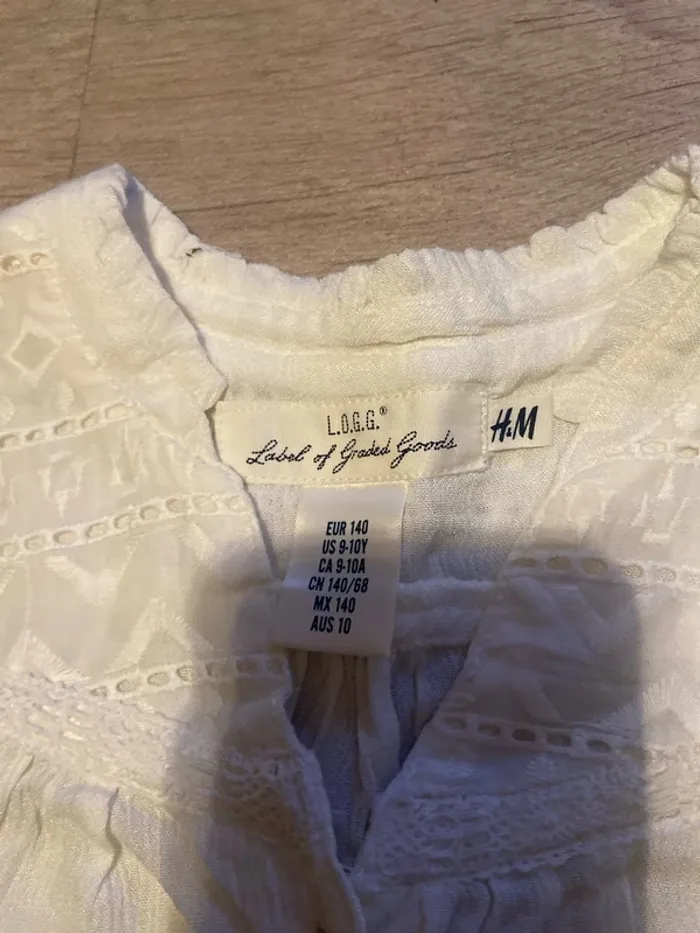 L.O.G.G.®
Label of Graded Goods
H&M
EUR 140
US 9-10Y
CA 9-10A
CN 140/68
MX 140
AUS 10